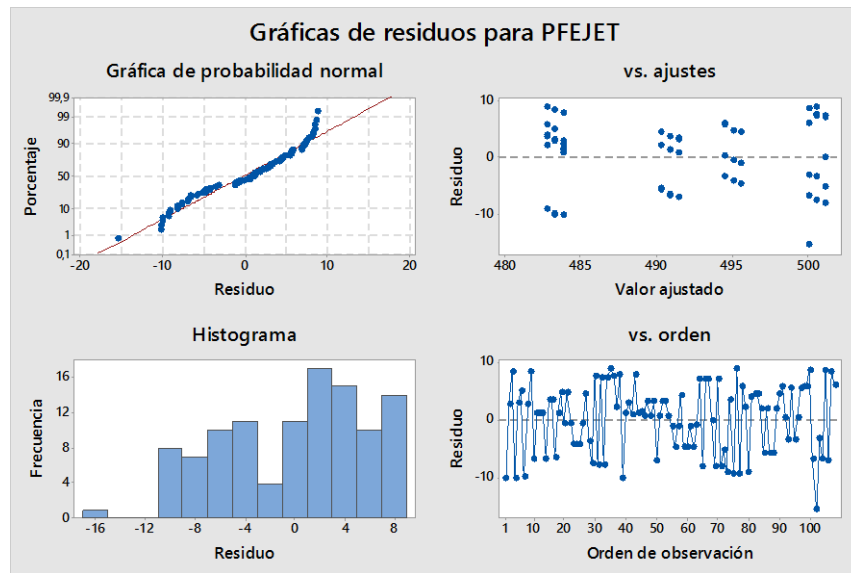 Gráficas de residuos para PFEJET
Gráfica de probabilidad normal
99,9
99
90
50
10
1
0,1
Porcentaje
-20 -10 0 10 20
Residuo
vs. ajustes
10
0
-10
Residuo
480 485 490 495 500
Valor ajustado
Histograma
16
12
8
4
0
Frecuencia
-16 -12 -8 -4 0 4 8
Residuo
vs. orden
10
0
-10
Residuo
1 10 20 30 40 50 60 70 80 90 100
Orden de observación